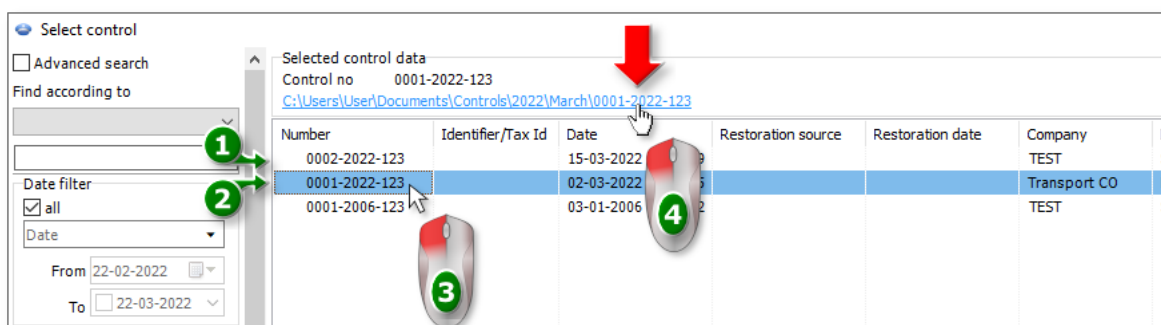 Select control
Advanced search
Find according to
Date filter
all
Date
From 22-02-2022
To 22-03-2022
Selected control data
Control no 0001-2022-123
C:\Users\User\Documents\Controls\2022\March\0001-2022-123
Number Identifier/Tax Id Date Restoration source Restoration date Company
0002-2022-123 15-03-2022 9 TEST
0001-2022-123 02-03-2022 Transport CO
0001-2006-123 03-01-2006 2 TEST
1
2
3
4